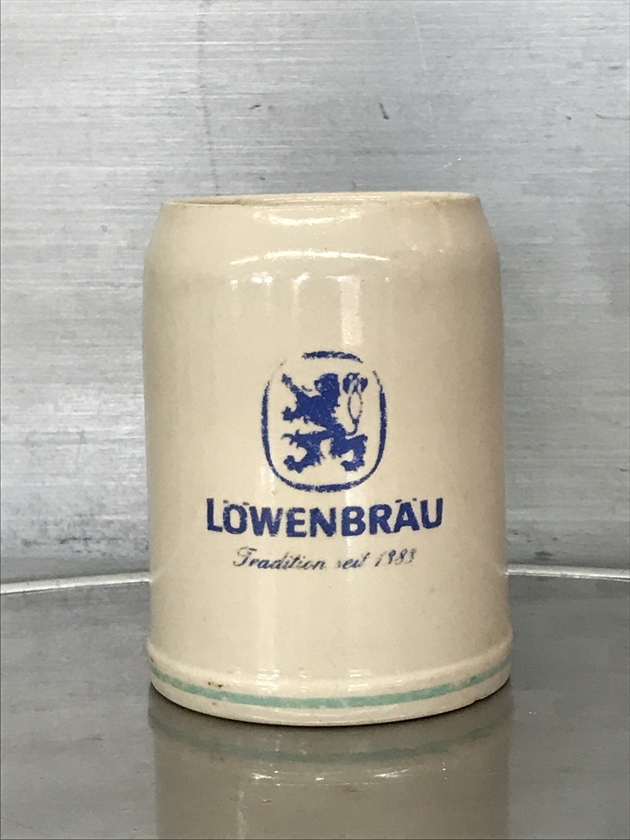 LÖWENBRÄU
Tradition seit 1383